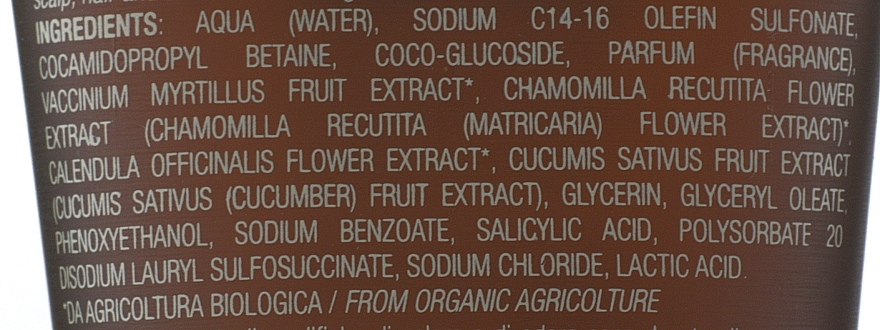 scalp, hair and
INGREDIENTS: AQUA (WATER), SODIUM C14-16 OLEFIN SULFONATE,
COCAMIDOPROPYL BETAINE, COCO-GLUCOSIDE, PARFUM (FRAGRANCE),
VACCINIUM MYRTILLUS FRUIT EXTRACT*, CHAMOMILLA RECUTITA FLOWER
EXTRACT (CHAMOMILLA RECUTITA (MATRICARIA) FLOWER EXTRACT)*,
CALENDULA OFFICINALIS FLOWER EXTRACT*, CUCUMIS SATIVUS FRUIT EXTRACT
(CUCUMIS SATIVUS (CUCUMBER) FRUIT EXTRACT), GLYCERIN, GLYCERYL OLEATE,
PHENOXYETHANOL, SODIUM BENZOATE, SALICYLIC ACID, POLYSORBATE 20
DISODIUM LAURYL SULFOSUCCINATE, SODIUM CHLORIDE, LACTIC ACID.
*DA AGRICOLTURA BIOLOGICA / FROM ORGANIC AGRICOLTURE